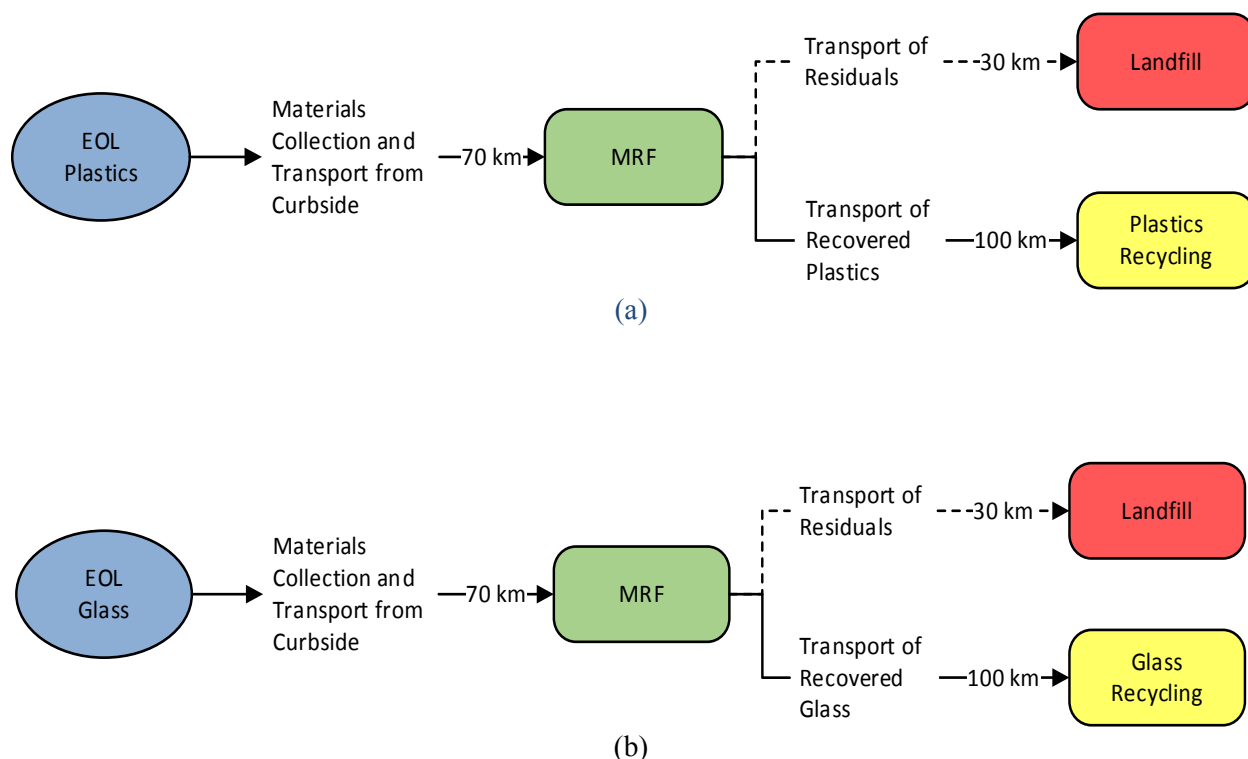 EOL
Plastics
Materials
Collection and
Transport from
Curbside
70 km
MRF
Transport of
Residuals
30 km
Landfill
Transport of
Recovered
Plastics
100 km
Plastics
Recycling
(a)
EOL
Glass
Materials
Collection and
Transport from
Curbside
70 km
MRF
Transport of
Residuals
30 km
Landfill
Transport of
Recovered
Glass
100 km
Glass
Recycling
(b)